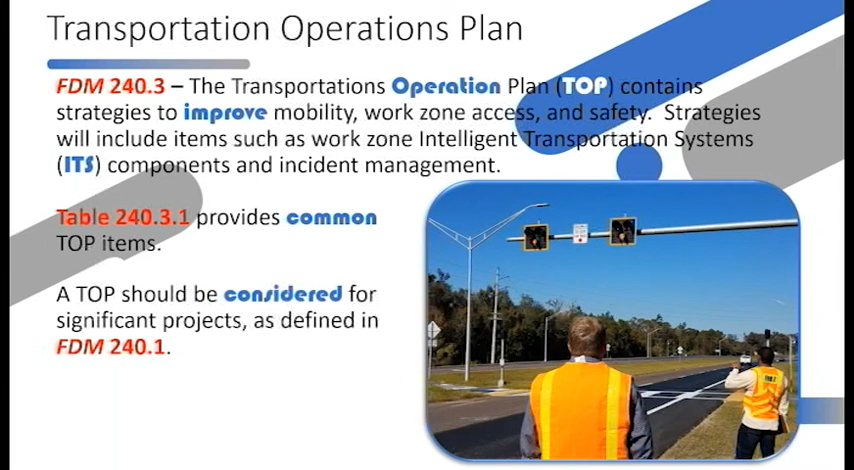 Transportation Operations Plan
FDM 240.3 – The Transportations Operation Plan (TOP) contains
strategies to improve mobility, work zone access, and safety. Strategies
will include items such as work zone Intelligent Transportation Systems
(ITS) components and incident management.
Table 240.3.1 provides common
TOP items.
A TOP should be considered for
significant projects, as defined in
FDM 240.1.